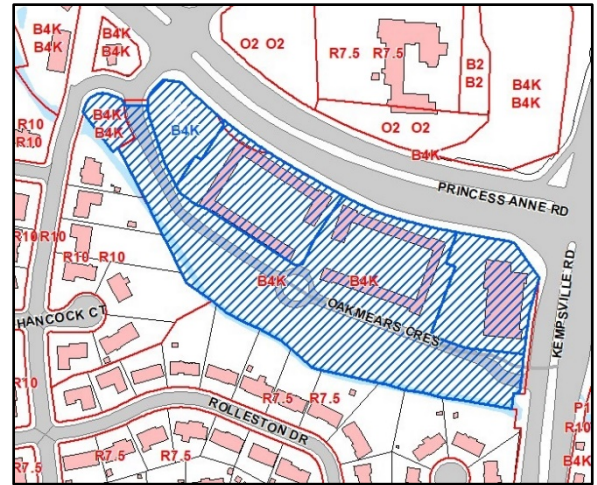 B4K
B4K
B4K
B4K
O2 O2
R7.5 R7.5
B2
B2
B4K
B4K
R10
R10
B4K
B4K
B4K
O2 O2
B4K
PRINCESS ANNE RD
KEMPSVILLE RD
R10 R10
R10 R10
B4K
B4K
OAKMEARS CRES
HANCOCK CT
R10
R7.5 R7.5
ROLLESTON DR
P1
R10
R7.5
R7.5 R7.5
B4K